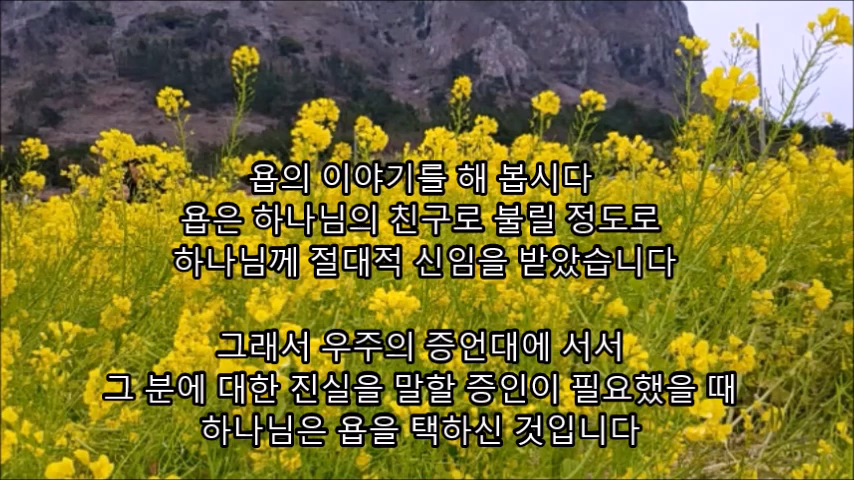 욥의 이야기를 해 봅시다
욥은 하나님의 친구로 불릴 정도로
하나님께 절대적 신임을 받았습니다
그래서 우주의 증언대에 서서
그 분에 대한 진실을 말할 증인이 필요했을 때
하나님은 욥을 택하신 것입니다